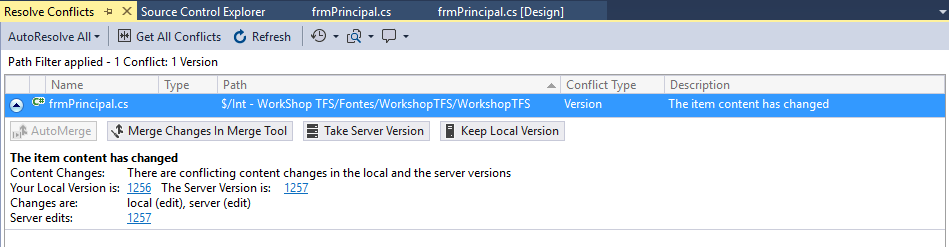 Resolve Conflicts Source Control Explorer frmPrincipal.cs frmPrincipal.cs [Design]
AutoResolve All Get All Conflicts Refresh
Path Filter applied - 1 Conflict: 1 Version
Name Type Path Conflict Type Description
frmPrincipal.cs $/Int - WorkShop TFS/Fontes/WorkshopTFS/WorkshopTFS Version The item content has changed
AutoMerge Merge Changes In Merge Tool Take Server Version Keep Local Version
The item content has changed
Content Changes: There are conflicting content changes in the local and the server versions
Your Local Version is: 1256 The Server Version is: 1257
Changes are: local (edit), server (edit)
Server edits: 1257